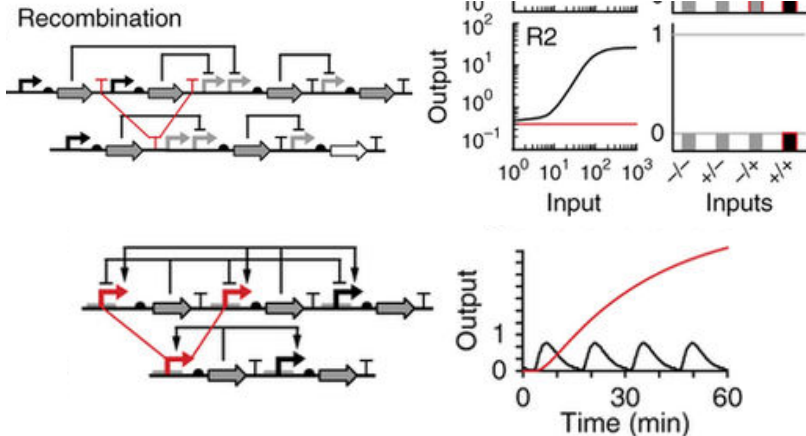 Recombination
R2
Output
10²
10¹
10⁰
10⁻¹
10⁰ 10¹ 10² 10³
Input
1
0
–/– +/– –/+ +/+
Inputs
Output
1
0
0 30 60
Time (min)